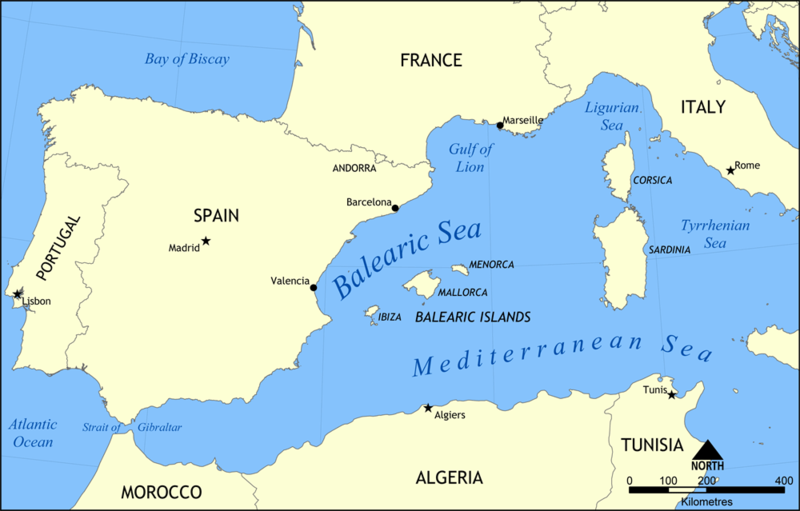 Bay of Biscay
FRANCE
Marseille
Ligurian
Sea
ITALY
Gulf of
Lion
Rome
ANDORRA
CORSICA
Barcelona
SPAIN
Balearic Sea
Tyrrhenian
Sea
PORTUGAL
Madrid
SARDINIA
MENORCA
Valencia
MALLORCA
Lisbon
IBIZA
BALEARIC ISLANDS
Mediterranean Sea
Tunis
Algiers
Atlantic
Ocean
Strait of Gibraltar
TUNISIA
NORTH
ALGERIA
MOROCCO
0 100 200 400
Kilometres